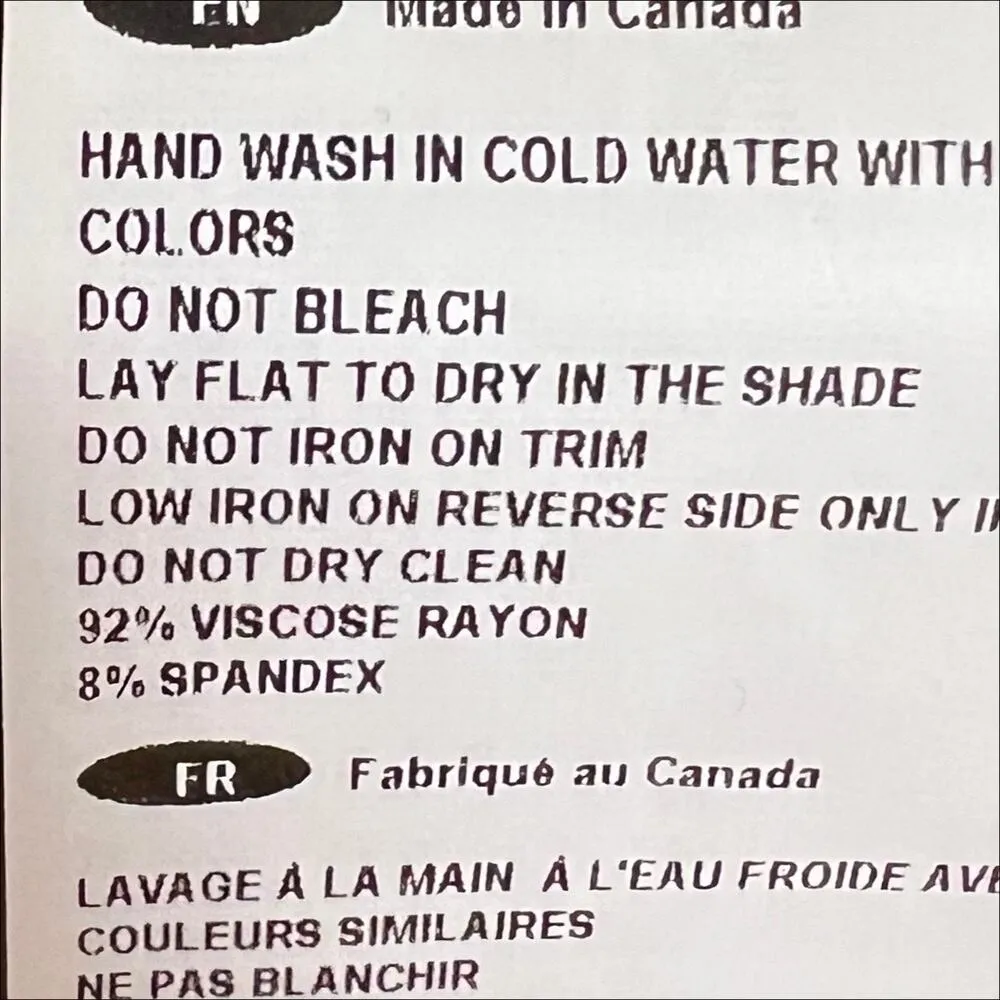 EN Made in Canada
HAND WASH IN COLD WATER WITH
COLORS
DO NOT BLEACH
LAY FLAT TO DRY IN THE SHADE
DO NOT IRON ON TRIM
LOW IRON ON REVERSE SIDE ONLY
DO NOT DRY CLEAN
92% VISCOSE RAYON
8% SPANDEX
FR Fabriqué au Canada
LAVAGE À LA MAIN À L'EAU FROIDE
COULEURS SIMILAIRES
NE PAS BLANCHIR